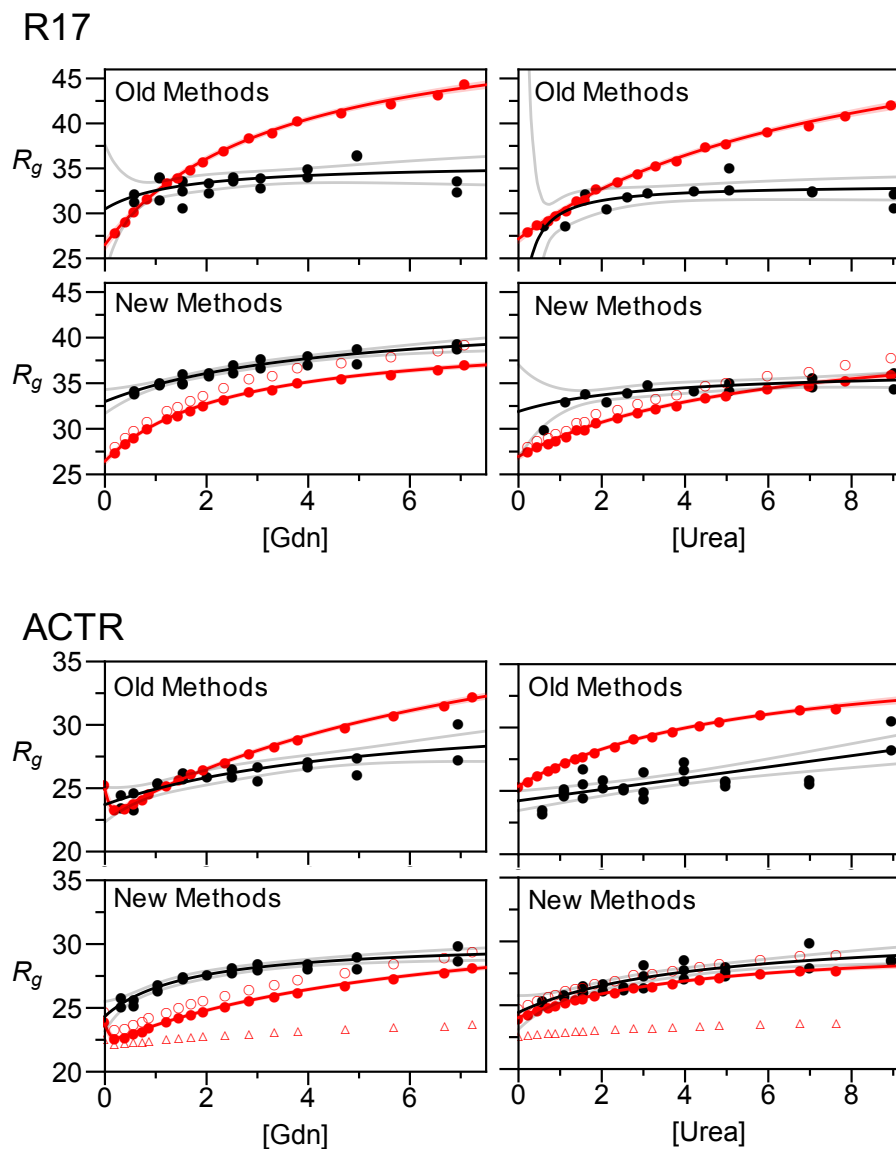 R17
Old Methods
Old Methods
45
40
35
30
25
Rg
New Methods
New Methods
45
40
35
30
25
Rg
0 2 4 6
0 2 4 6 8
[Gdn]
[Urea]
ACTR
Old Methods
Old Methods
35
30
25
20
Rg
New Methods
New Methods
35
30
25
20
Rg
0 2 4 6
0 2 4 6 8
[Gdn]
[Urea]